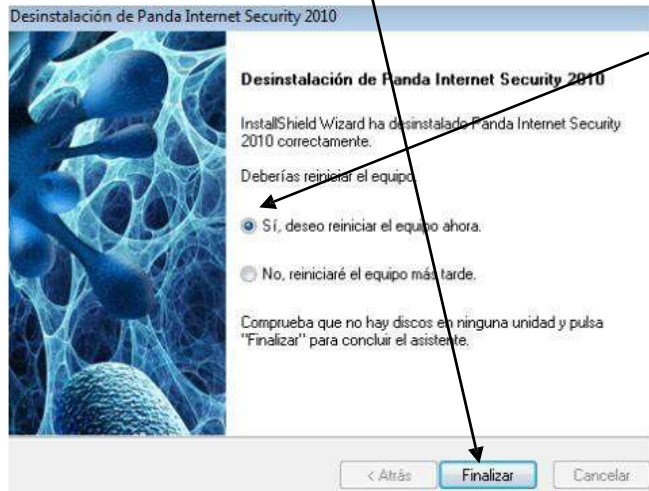 Desinstalación de Panda Internet Security 2010
Desinstalación de Panda Internet Security 2010
InstallShield Wizard ha desinstalado Panda Internet Security
2010 correctamente.
Deberías reiniciar el equipo.
Sí, deseo reiniciar el equipo ahora.
No, reiniciaré el equipo más tarde.
Comprueba que no hay discos en ninguna unidad y pulsa
"Finalizar" para concluir el asistente.
< Atrás
Finalizar
Cancelar